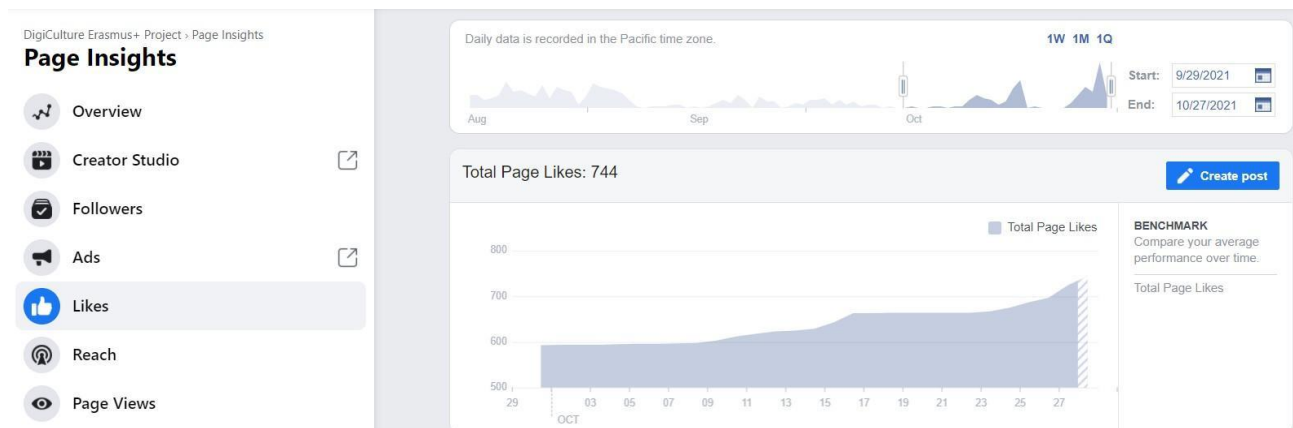 DigiCulture Erasmus+ Project › Page Insights
Page Insights
Overview
Creator Studio
Followers
Ads
Likes
Reach
Page Views
Daily data is recorded in the Pacific time zone.
1W 1M 1Q
Start: 9/29/2021
End: 10/27/2021
Aug Sep Oct
Total Page Likes: 744
Create post
Total Page Likes
800
700
600
500
29 03 05 07 09 11 13 15 17 19 21 23 25 27
OCT
BENCHMARK
Compare your average
performance over time.
Total Page Likes